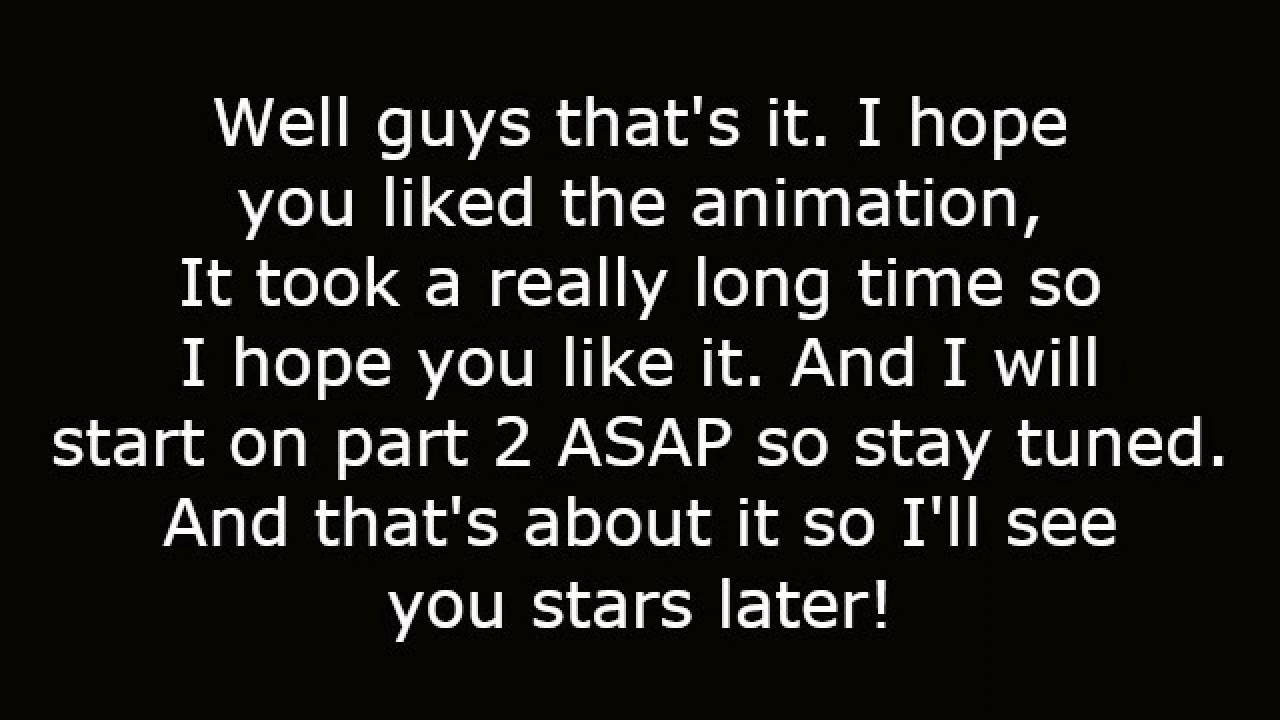 Well guys that's it. I hope
you liked the animation,
It took a really long time so
I hope you like it. And I will
start on part 2 ASAP so stay tuned.
And that's about it so I'll see
you stars later!